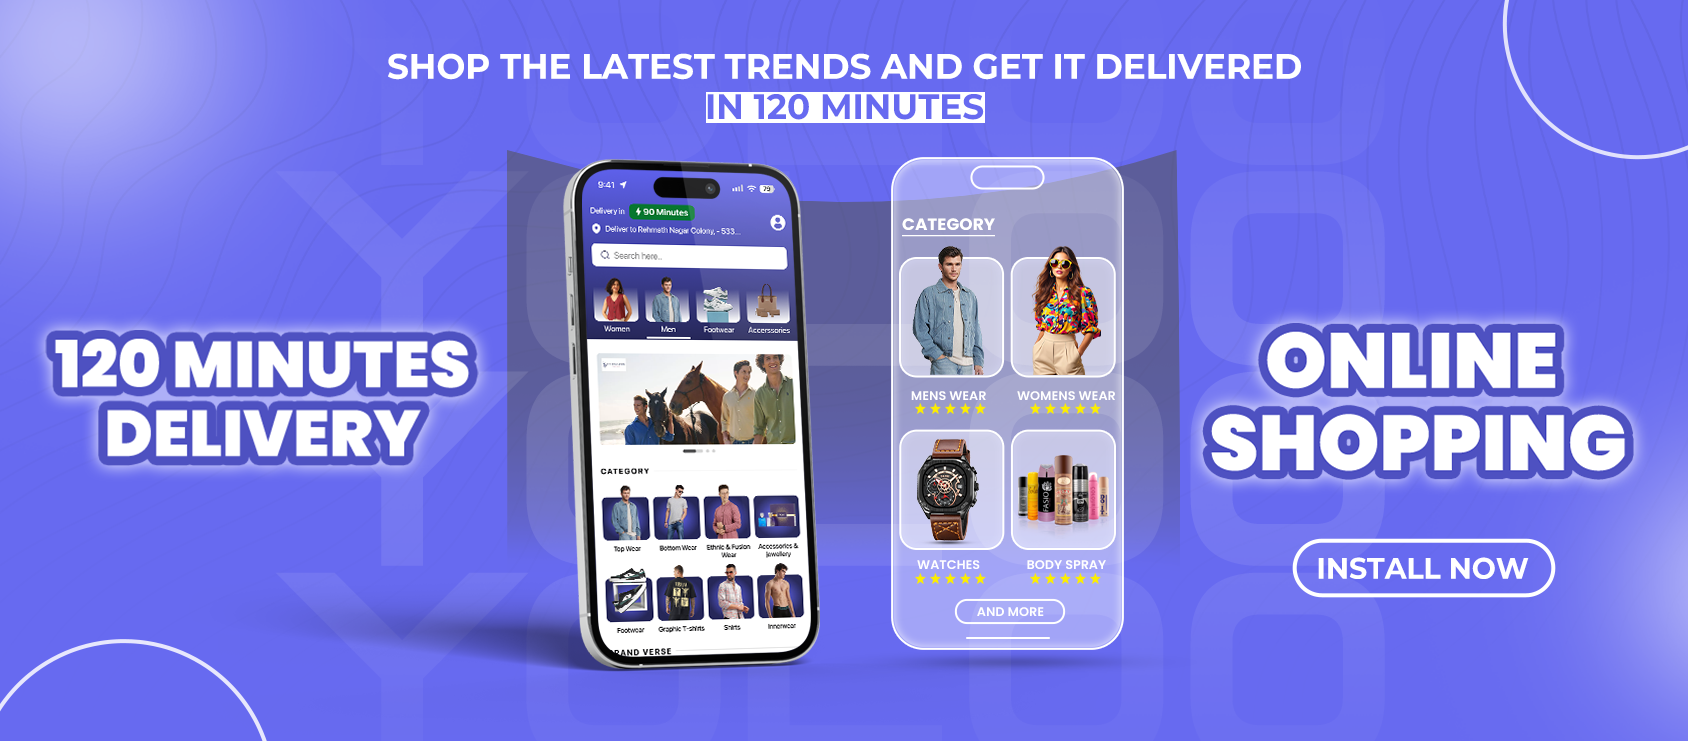 SHOP THE LATEST TRENDS AND GET IT DELIVERED
IN 120 MINUTES
120 MINUTES
DELIVERY
9:41
79
Delivery in 90 Minutes
Deliver to Rehmath Nagar Colony, - 533...
Search here..
Women Men Footwear Accerssories
CATEGORY
Top Wear Bottom Wear Ethnic & Fusion Wear Accessories & Jewellery
Footwear Graphic T-shirts Shirts Innerwear
RAND VERSE
CATEGORY
MENS WEAR WOMENS WEAR
WATCHES BODY SPRAY
AND MORE
ONLINE
SHOPPING
INSTALL NOW